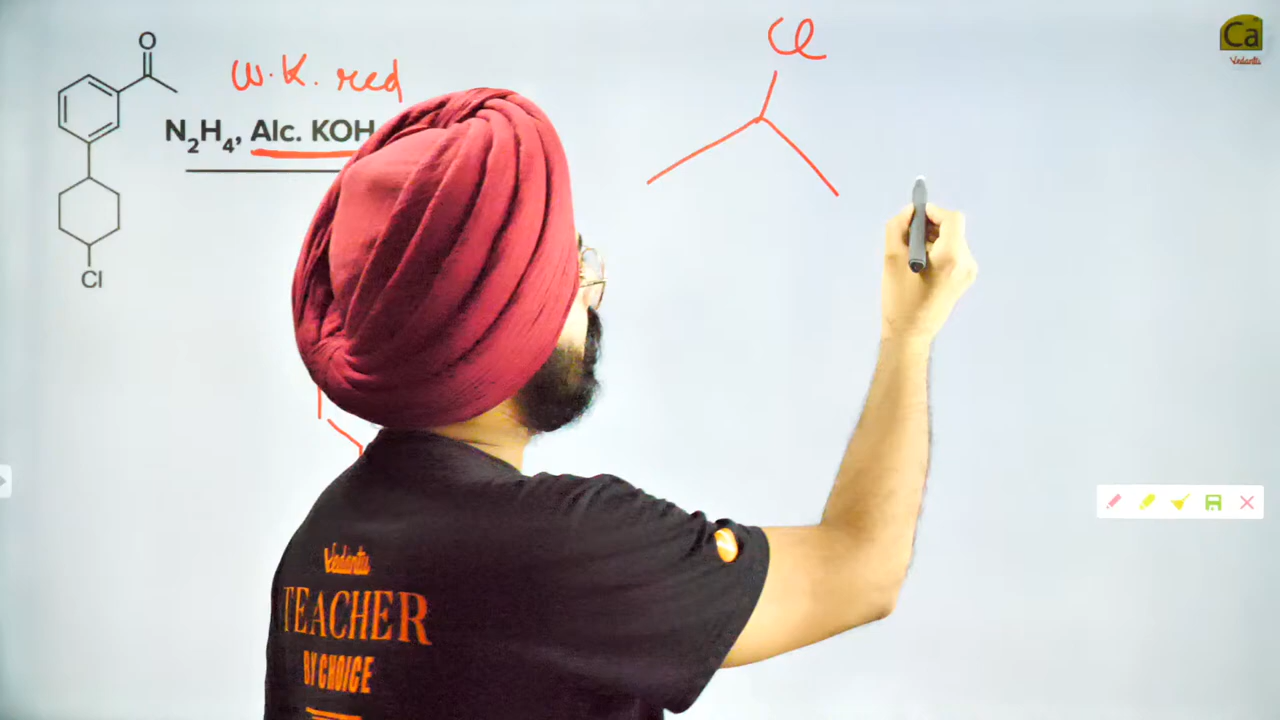 O
W.K. red
N2H4, Alc. KOH
Cl
Cl
Ca
Vedantu
Vedantu
TEACHER
BY CHOICE